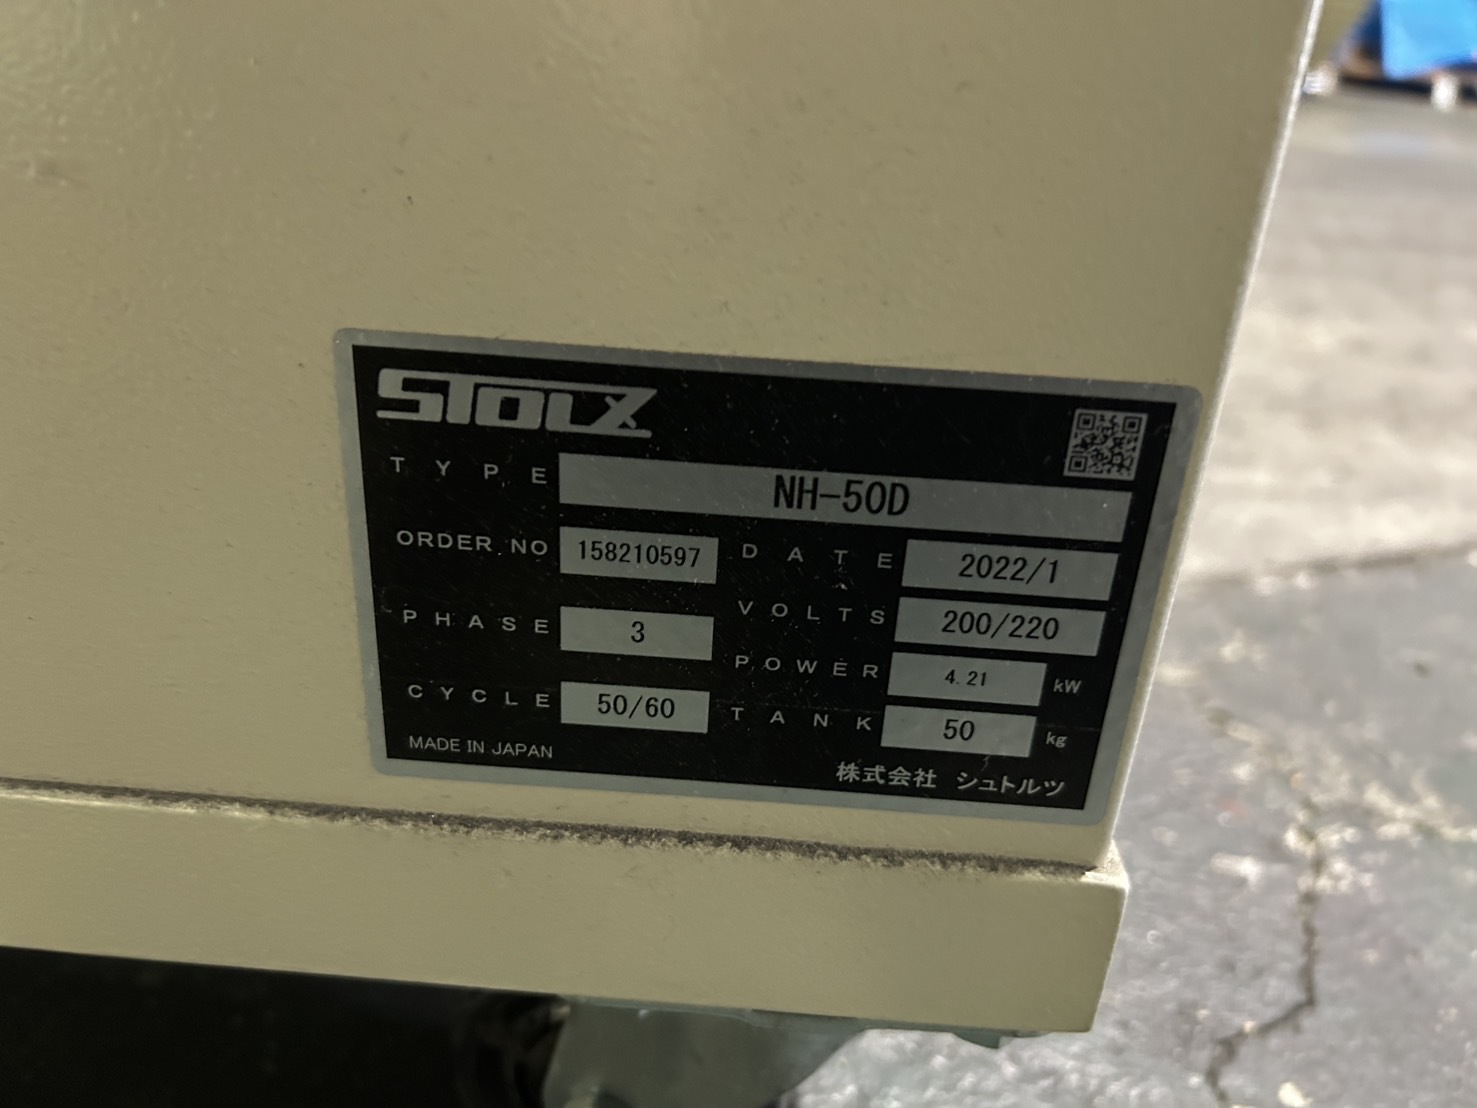 STOLZ
TYPE NH-50D
ORDER NO 158210597 DATE 2022/1
PHASE 3 VOLTS 200/220
POWER 4.21 kW
CYCLE 50/60 TANK 50 kg
MADE IN JAPAN 株式会社 シュトルツ